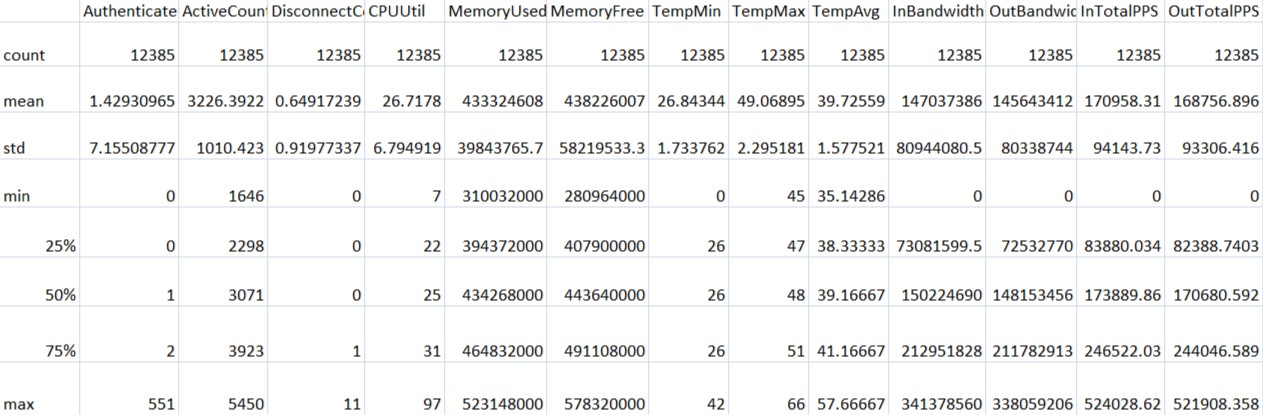 Authenticate ActiveCount DisconnectCo CPUUtil MemoryUsed MemoryFree TempMin TempMax TempAvg InBandwidth OutBandwidt InTotalPPS OutTotalPPS
count 12385 12385 12385 12385 12385 12385 12385 12385 12385 12385 12385 12385 12385
mean 1.42930965 3226.3922 0.64917239 26.7178 433324608 438226007 26.84344 49.06895 39.72559 147037386 145643412 170958.31 168756.896
std 7.15508777 1010.423 0.91977337 6.794919 39843765.7 58219533.3 1.733762 2.295181 1.577521 80944080.5 80338744 94143.73 93306.416
min 0 1646 0 7 310032000 280964000 0 45 35.14286 0 0 0 0
25% 0 2298 0 22 394372000 407900000 26 47 38.33333 73081599.5 72532770 83880.034 82388.7403
50% 1 3071 0 25 434268000 443640000 26 48 39.16667 150224690 148153456 173889.86 170680.592
75% 2 3923 1 31 464832000 491108000 26 51 41.16667 212951828 211782913 246522.03 244046.589
max 551 5450 11 97 523148000 578320000 42 66 57.66667 341378560 338059206 524028.62 521908.358